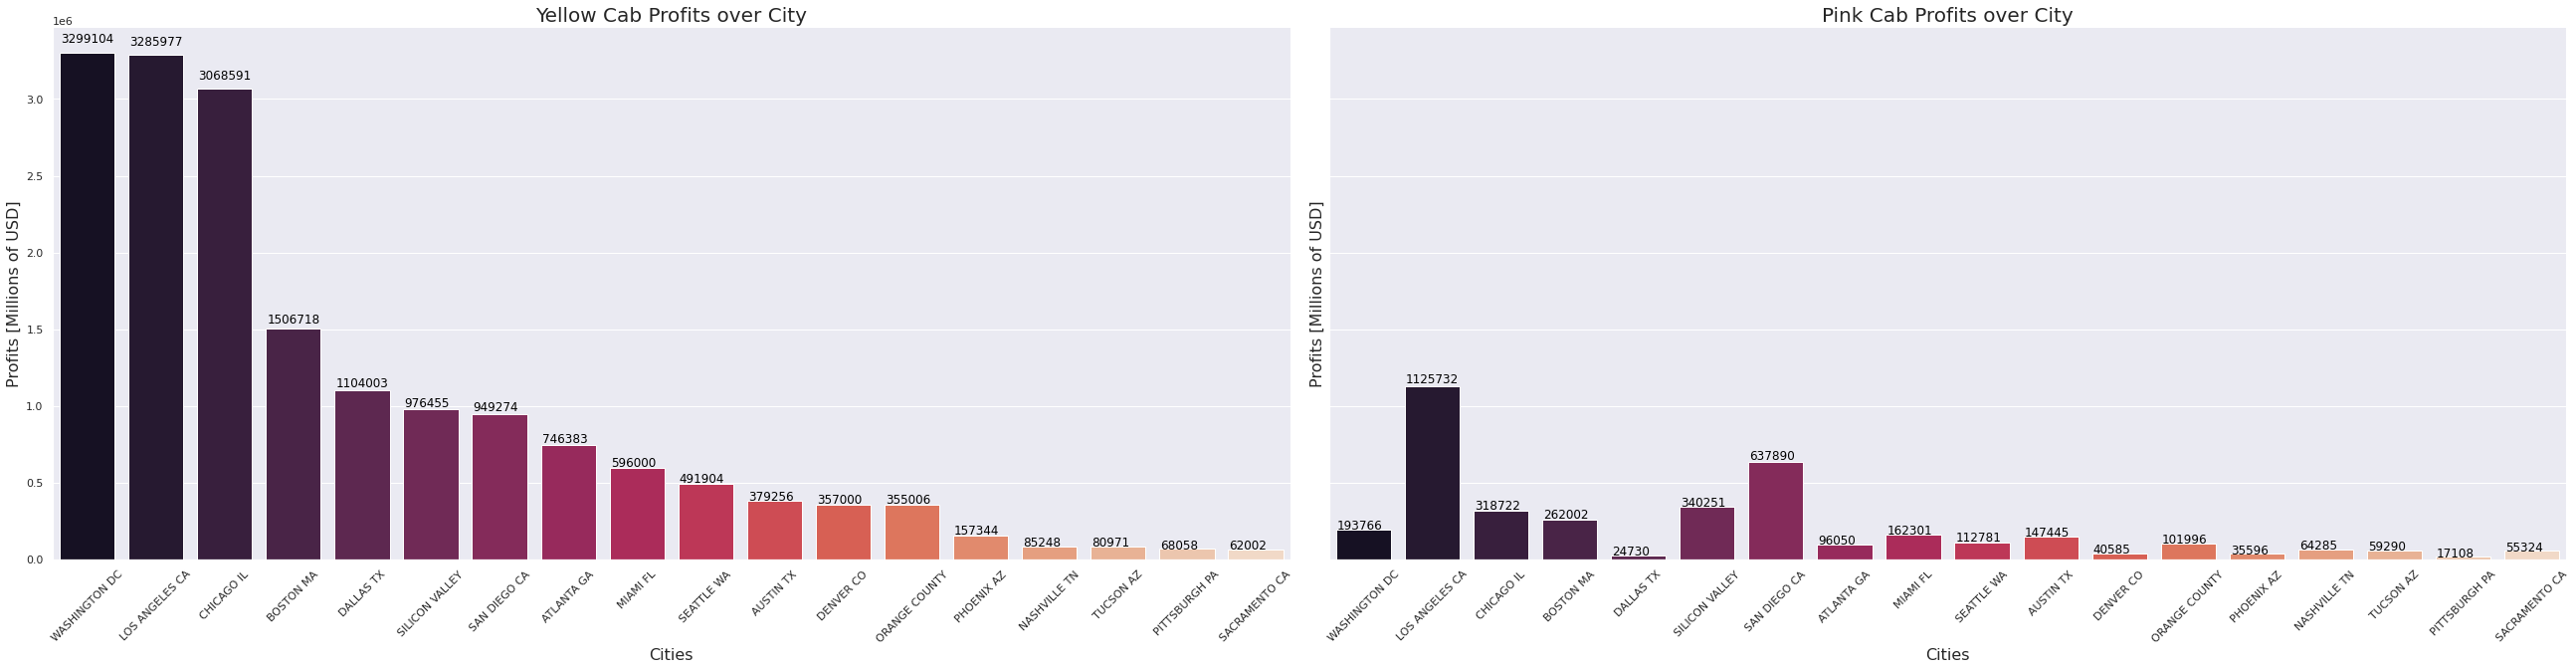 Yellow Cab Profits over City
1e6
Profits [Millions of USD]
3.0
2.5
2.0
1.5
1.0
0.5
0.0
3299104
3285977
3068591
1506718
1104003
976455
949274
746383
596000
491904
379256
357000
355006
157344
85248
80971
68058
62002
WASHINGTON DC
LOS ANGELES CA
CHICAGO IL
BOSTON MA
DALLAS TX
SILICON VALLEY
SAN DIEGO CA
ATLANTA GA
MIAMI FL
SEATTLE WA
AUSTIN TX
DENVER CO
ORANGE COUNTY
PHOENIX AZ
NASHVILLE TN
TUCSON AZ
PITTSBURGH PA
SACRAMENTO CA
Cities
Pink Cab Profits over City
Profits [Millions of USD]
193766
1125732
318722
262002
24730
340251
637890
96050
162301
112781
147445
40585
101996
35596
64285
59290
17108
55324
WASHINGTON DC
LOS ANGELES CA
CHICAGO IL
BOSTON MA
DALLAS TX
SILICON VALLEY
SAN DIEGO CA
ATLANTA GA
MIAMI FL
SEATTLE WA
AUSTIN TX
DENVER CO
ORANGE COUNTY
PHOENIX AZ
NASHVILLE TN
TUCSON AZ
PITTSBURGH PA
SACRAMENTO CA
Cities